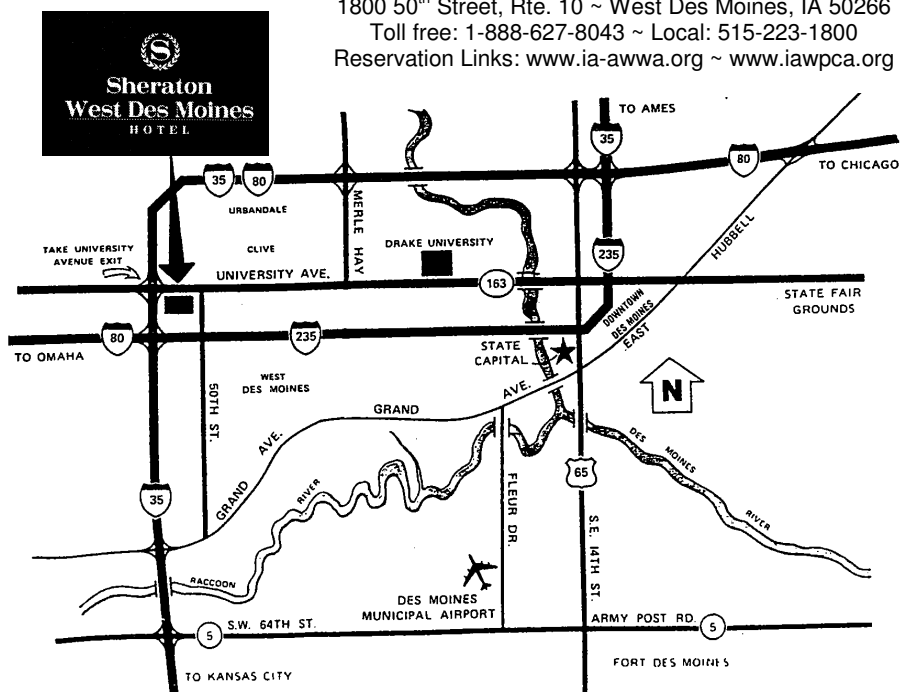 1800 50th Street, Rte. 10 ~ West Des Moines, IA 50266
Toll free: 1-888-627-8043 ~ Local: 515-223-1800
Reservation Links: www.ia-awwa.org ~ www.iawpca.org
S
Sheraton
West Des Moines
HOTEL
TO AMES
35
80
TO CHICAGO
35
80
URBANDALE
MERLE HAY
HUBBELL
TAKE UNIVERSITY
AVENUE EXIT
CLIVE
DRAKE UNIVERSITY
235
UNIVERSITY AVE.
163
STATE FAIR
GROUNDS
DOWNTOWN
DES MOINES
EAST
80
235
TO OMAHA
STATE
CAPITAL
WEST
DES MOINES
50TH ST.
GRAND
AVE.
N
GRAND AVE.
DES MOINES RIVER
FLEUR DR.
65
35
RACCOON RIVER
S.E. 14TH ST.
DES MOINES
MUNICIPAL AIRPORT
5
S.W. 64TH ST.
ARMY POST RD.
5
FORT DES MOINES
TO KANSAS CITY